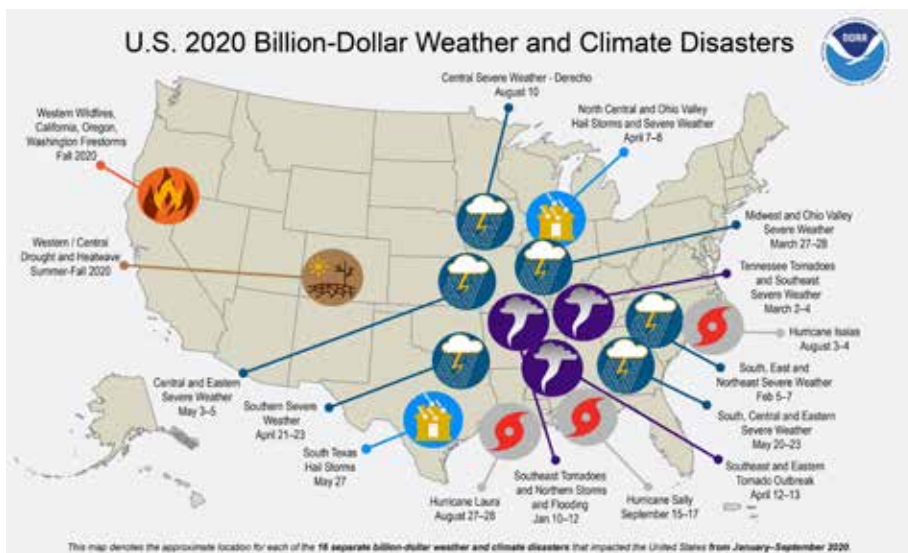 U.S. 2020 Billion-Dollar Weather and Climate Disasters
NOAA
Central Severe Weather - Derecho
August 10
North Central and Ohio Valley
Hail Storms and Severe Weather
April 7–8
Western Wildfires,
California, Oregon,
Washington Firestorms
Fall 2020
Midwest and Ohio Valley
Severe Weather
March 27–28
Western / Central
Drought and Heatwave
Summer-Fall 2020
Tennessee Tornadoes
and Southeast
Severe Weather
March 2–4
Hurricane Isaias
August 3–4
South, East and
Northeast Severe Weather
Feb 5–7
Central and Eastern
Severe Weather
May 3–5
Southern Severe
Weather
April 21–23
South, Central and Eastern
Severe Weather
May 20–23
South Texas
Hail Storms
May 27
Hurricane Laura
August 27–28
Southeast Tornadoes
and Northern Storms
and Flooding
Jan 10–12
Hurricane Sally
September 15–17
Southeast and Eastern
Tornado Outbreak
April 12–13
This map denotes the approximate location for each of the 16 separate billion-dollar weather and climate disasters that impacted the United States from January–September 2020.